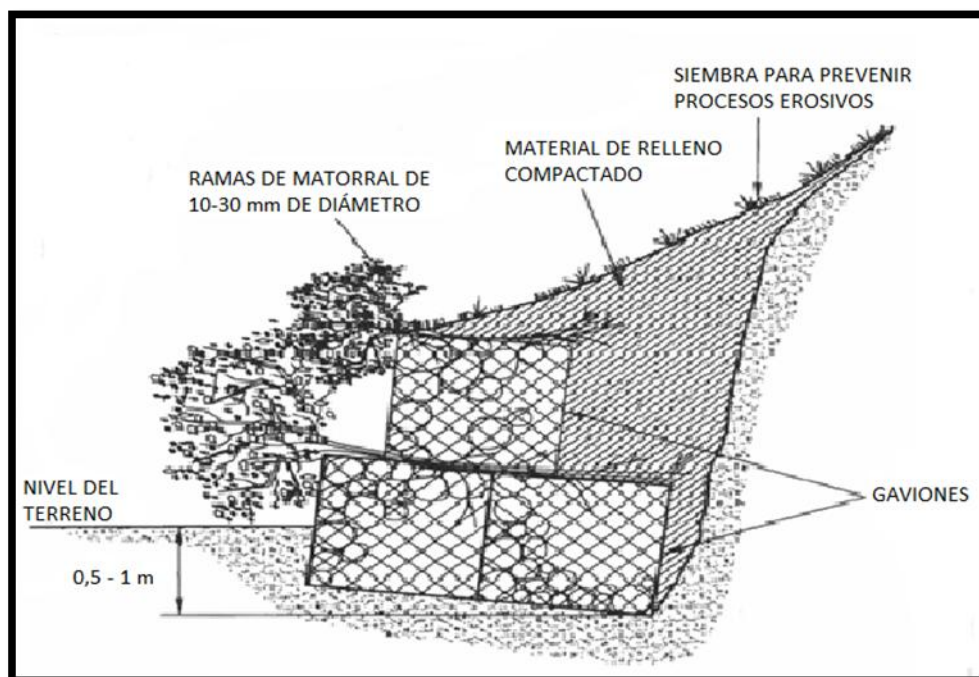 SIEMBRA PARA PREVENIR
PROCESOS EROSIVOS
MATERIAL DE RELLENO
COMPACTADO
RAMAS DE MATORRAL DE
10-30 mm DE DIÁMETRO
NIVEL DEL
TERRENO
GAVIONES
0,5 - 1 m